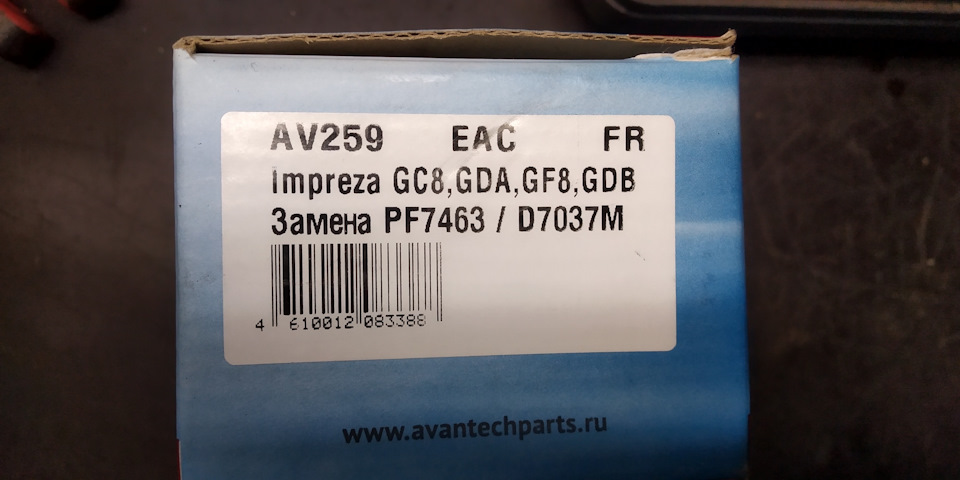 AV259 EAC FR
Impreza GC8,GDA,GF8,GDB
Замена PF7463 / D7037M
4 610012 083388
www.avantechparts.ru